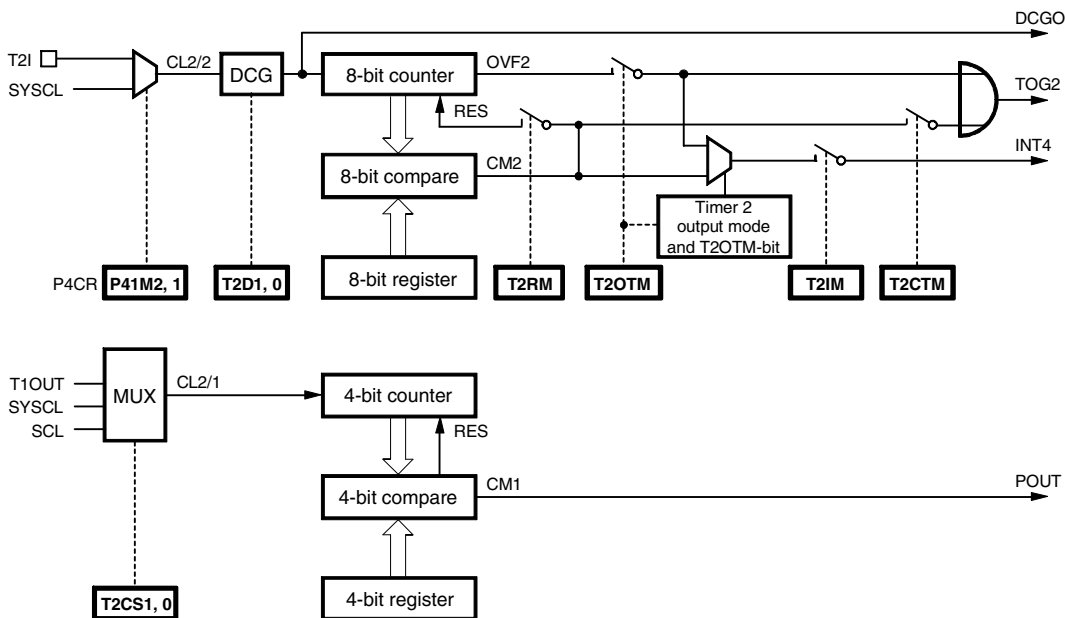 DCGO
T2I
CL2/2
DCG
8-bit counter
OVF2
TOG2
SYSCL
RES
INT4
8-bit compare
CM2
Timer 2
output mode
and T2OTM-bit
P4CR
P41M2, 1
T2D1, 0
8-bit register
T2RM
T2OTM
T2IM
T2CTM
T1OUT
SYSCL
SCL
MUX
CL2/1
4-bit counter
RES
4-bit compare
CM1
POUT
T2CS1, 0
4-bit register